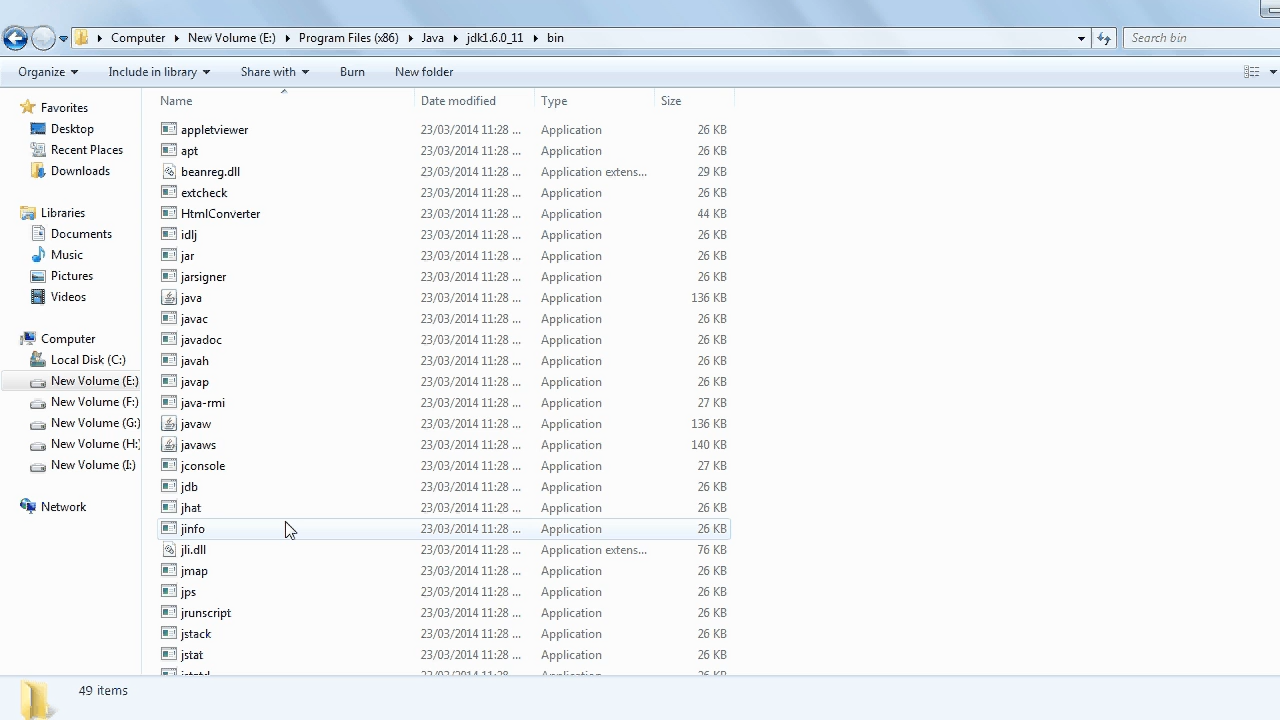 Computer New Volume (E:) Program Files (x86) Java jdk1.6.0_11 bin Search bin
Organize Include in library Share with Burn New folder
Name Date modified Type Size
Favorites
Desktop
Recent Places
Downloads
Libraries
Documents
Music
Pictures
Videos
Computer
Local Disk (C:)
New Volume (E:)
New Volume (F:)
New Volume (G:)
New Volume (H:)
New Volume (I:)
Network
appletviewer 23/03/2014 11:28 ... Application 26 KB
apt 23/03/2014 11:28 ... Application 26 KB
beanreg.dll 23/03/2014 11:28 ... Application extens... 29 KB
extcheck 23/03/2014 11:28 ... Application 26 KB
HtmlConverter 23/03/2014 11:28 ... Application 44 KB
idlj 23/03/2014 11:28 ... Application 26 KB
jar 23/03/2014 11:28 ... Application 26 KB
jarsigner 23/03/2014 11:28 ... Application 26 KB
java 23/03/2014 11:28 ... Application 136 KB
javac 23/03/2014 11:28 ... Application 26 KB
javadoc 23/03/2014 11:28 ... Application 26 KB
javah 23/03/2014 11:28 ... Application 26 KB
javap 23/03/2014 11:28 ... Application 26 KB
java-rmi 23/03/2014 11:28 ... Application 27 KB
javaw 23/03/2014 11:28 ... Application 136 KB
javaws 23/03/2014 11:28 ... Application 140 KB
jconsole 23/03/2014 11:28 ... Application 27 KB
jdb 23/03/2014 11:28 ... Application 26 KB
jhat 23/03/2014 11:28 ... Application 26 KB
jinfo 23/03/2014 11:28 ... Application 26 KB
jli.dll 23/03/2014 11:28 ... Application extens... 76 KB
jmap 23/03/2014 11:28 ... Application 26 KB
jps 23/03/2014 11:28 ... Application 26 KB
jrunscript 23/03/2014 11:28 ... Application 26 KB
jstack 23/03/2014 11:28 ... Application 26 KB
jstat 23/03/2014 11:28 ... Application 26 KB
49 items